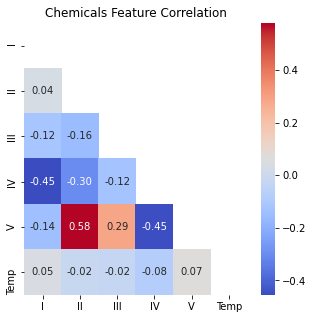 Chemicals Feature Correlation
I
II 0.04
III -0.12 -0.16
IV -0.45 -0.30 -0.12
V -0.14 0.58 0.29 -0.45
Temp 0.05 -0.02 -0.02 -0.08 0.07
I II III IV V Temp
0.4
0.2
0.0
-0.2
-0.4